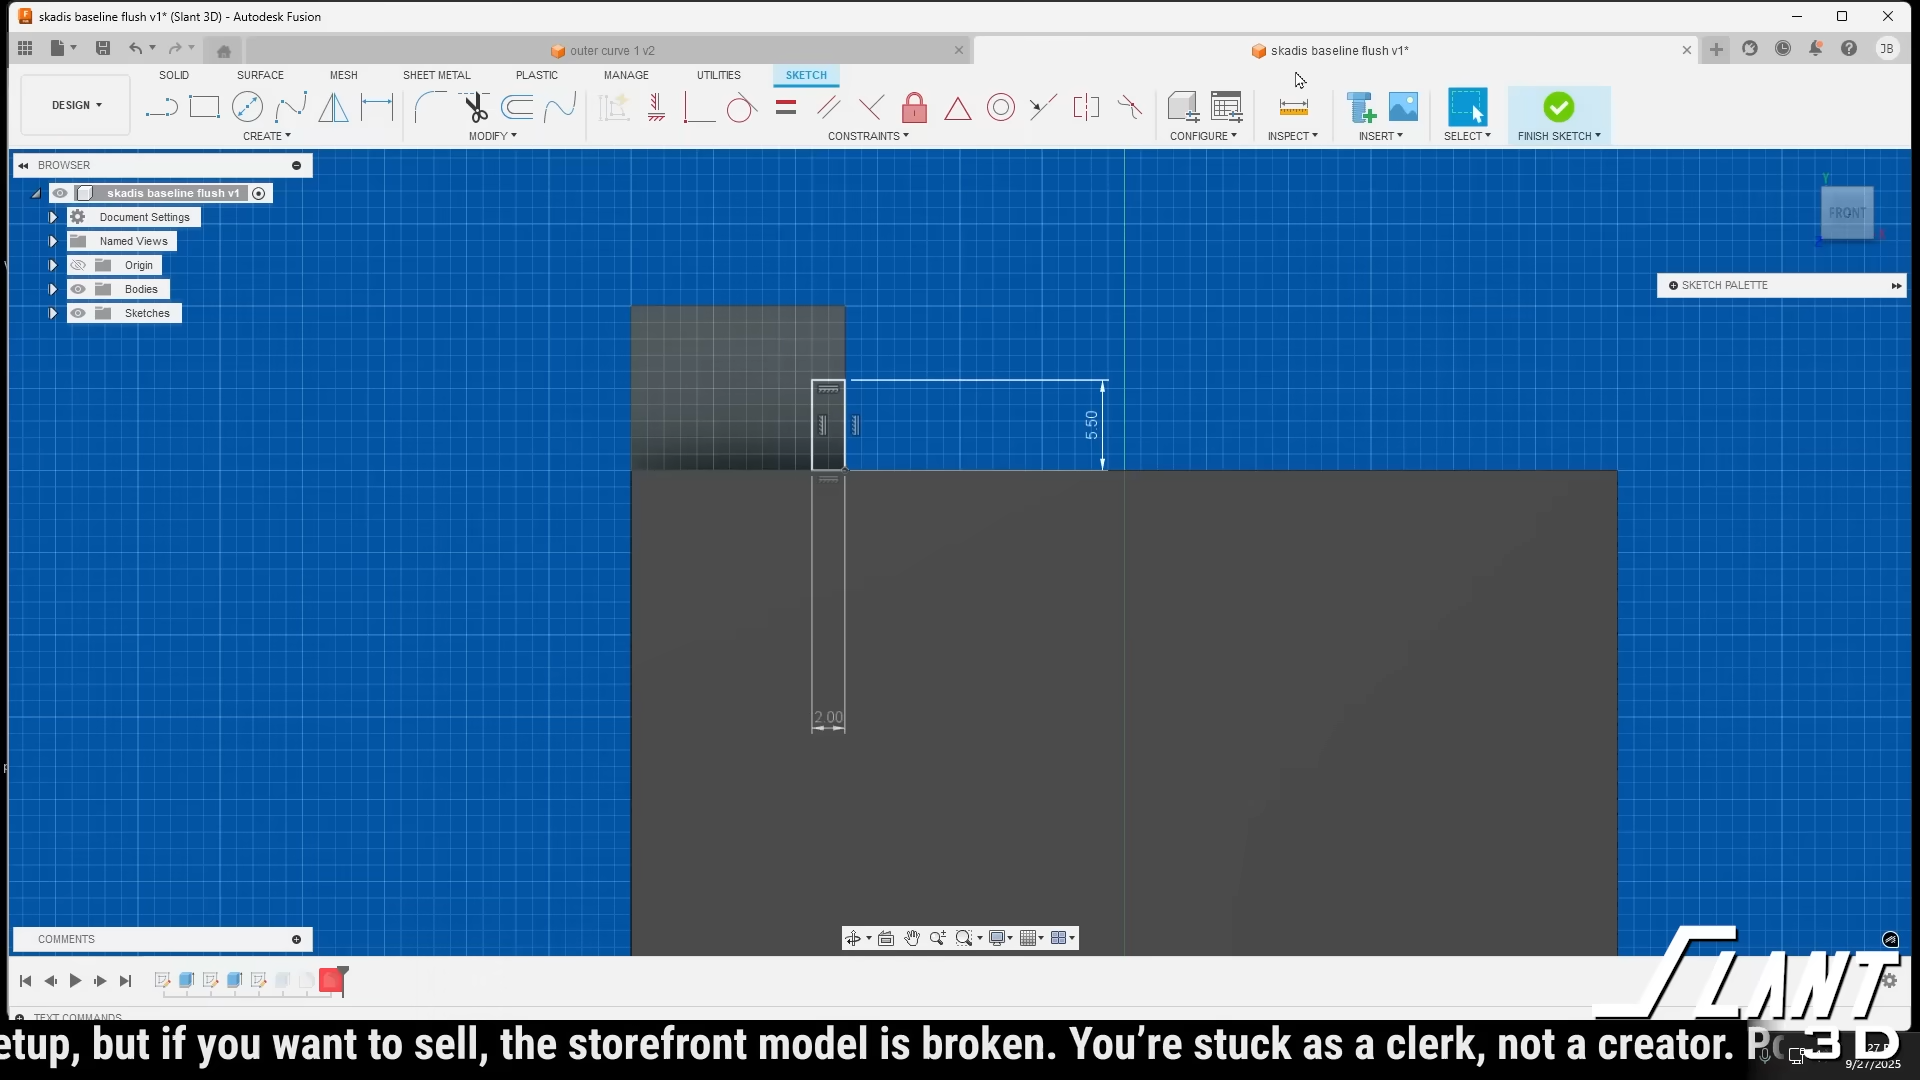 skadis baseline flush v1* (Slant 3D) - Autodesk Fusion
outer curve 1 v2
skadis baseline flush v1*
JB
SOLID
SURFACE
MESH
SHEET METAL
PLASTIC
MANAGE
UTILITIES
SKETCH
DESIGN
CREATE
MODIFY
CONSTRAINTS
CONFIGURE
INSPECT
INSERT
SELECT
FINISH SKETCH
BROWSER
skadis baseline flush v1
Document Settings
Named Views
Origin
Bodies
Sketches
Y
FRONT
SKETCH PALETTE
5.50
2.00
COMMENTS
TEXT COMMANDS
SLANT
3D
etup, but if you want to sell, the storefront model is broken. You're stuck as a clerk, not a creator.
9/27/2025